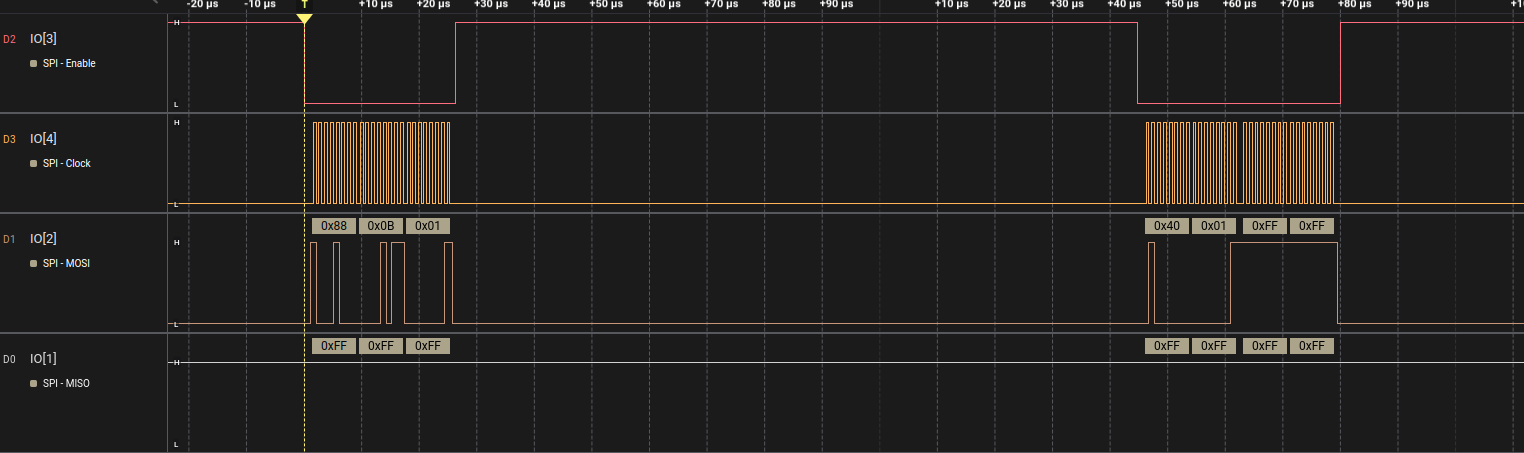 -20 µs -10 µs T +10 µs +20 µs +30 µs +40 µs +50 µs +60 µs +70 µs +80 µs +90 µs +10 µs +20 µs +30 µs +40 µs +50 µs +60 µs +70 µs +80 µs +90 µs
H
D2 IO[3]
SPI - Enable
L
H
D3 IO[4]
SPI - Clock
L
0x88 0x0B 0x01 0x40 0x01 0xFF 0xFF
H
D1 IO[2]
SPI - MOSI
L
0xFF 0xFF 0xFF 0xFF 0xFF 0xFF 0xFF
H
D0 IO[1]
SPI - MISO
L